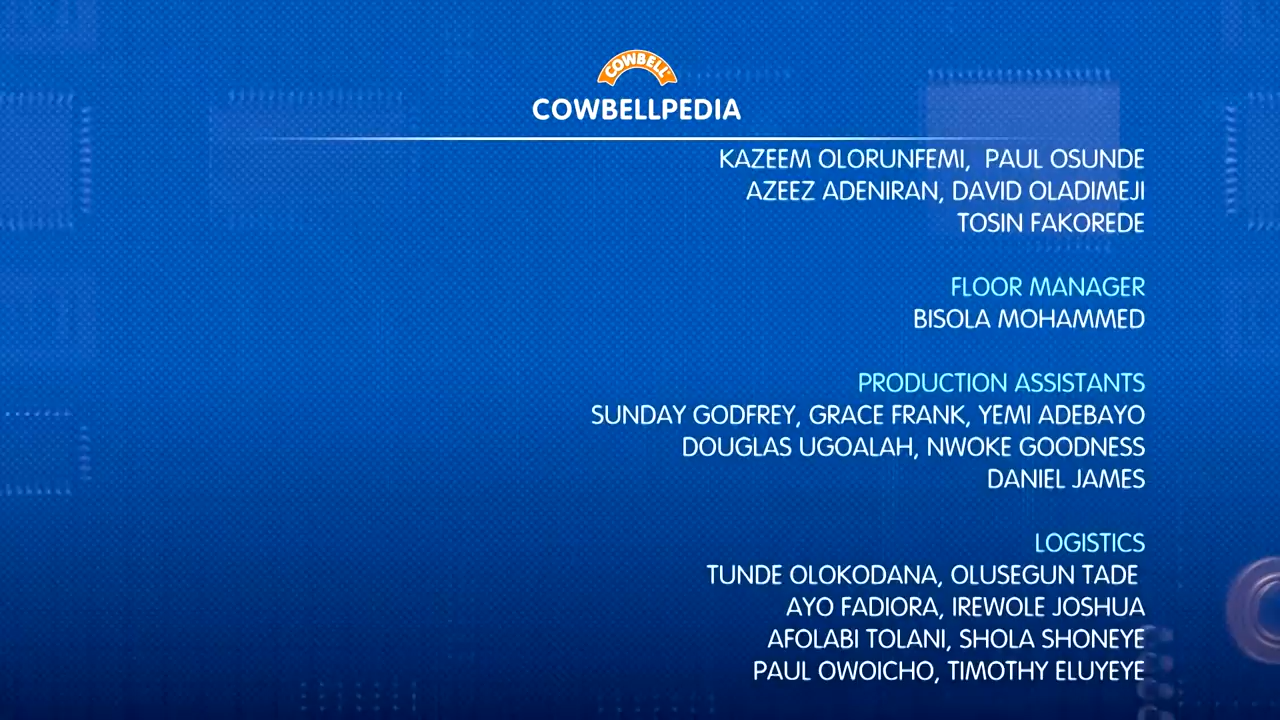 COWBELL
COWBELLPEDIA
KAZEEM OLORUNFEMI, PAUL OSUNDE
AZEEZ ADENIRAN, DAVID OLADIMEJI
TOSIN FAKOREDE
FLOOR MANAGER
BISOLA MOHAMMED
PRODUCTION ASSISTANTS
SUNDAY GODFREY, GRACE FRANK, YEMI ADEBAYO
DOUGLAS UGOALAH, NWOKE GOODNESS
DANIEL JAMES
LOGISTICS
TUNDE OLOKODANA, OLUSEGUN TADE
AYO FADIORA, IREWOLE JOSHUA
AFOLABI TOLANI, SHOLA SHONEYE
PAUL OWOICHO, TIMOTHY ELUYEYE